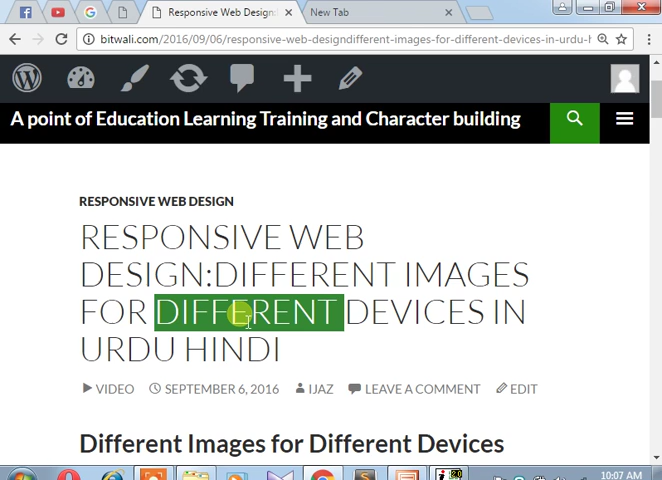 Responsive Web Design:
New Tab
bitwali.com/2016/09/06/responsive-web-designdifferent-images-for-different-devices-in-urdu-h
A point of Education Learning Training and Character building
RESPONSIVE WEB DESIGN
RESPONSIVE WEB
DESIGN:DIFFERENT IMAGES
FOR DIFFERENT DEVICES IN
URDU HINDI
VIDEO SEPTEMBER 6, 2016 IJAZ LEAVE A COMMENT EDIT
Different Images for Different Devices
10:07 AM